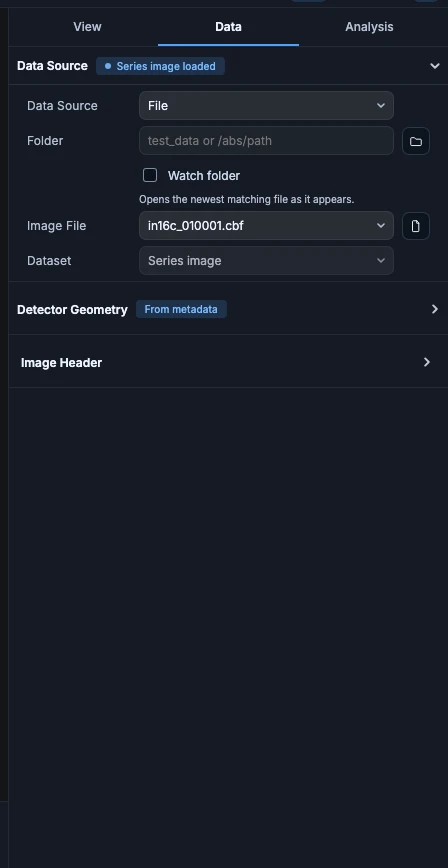 View Data Analysis
Data Source Series image loaded
Data Source File
Folder test_data or /abs/path
Watch folder
Opens the newest matching file as it appears.
Image File in16c_010001.cbf
Dataset Series image
Detector Geometry From metadata
Image Header